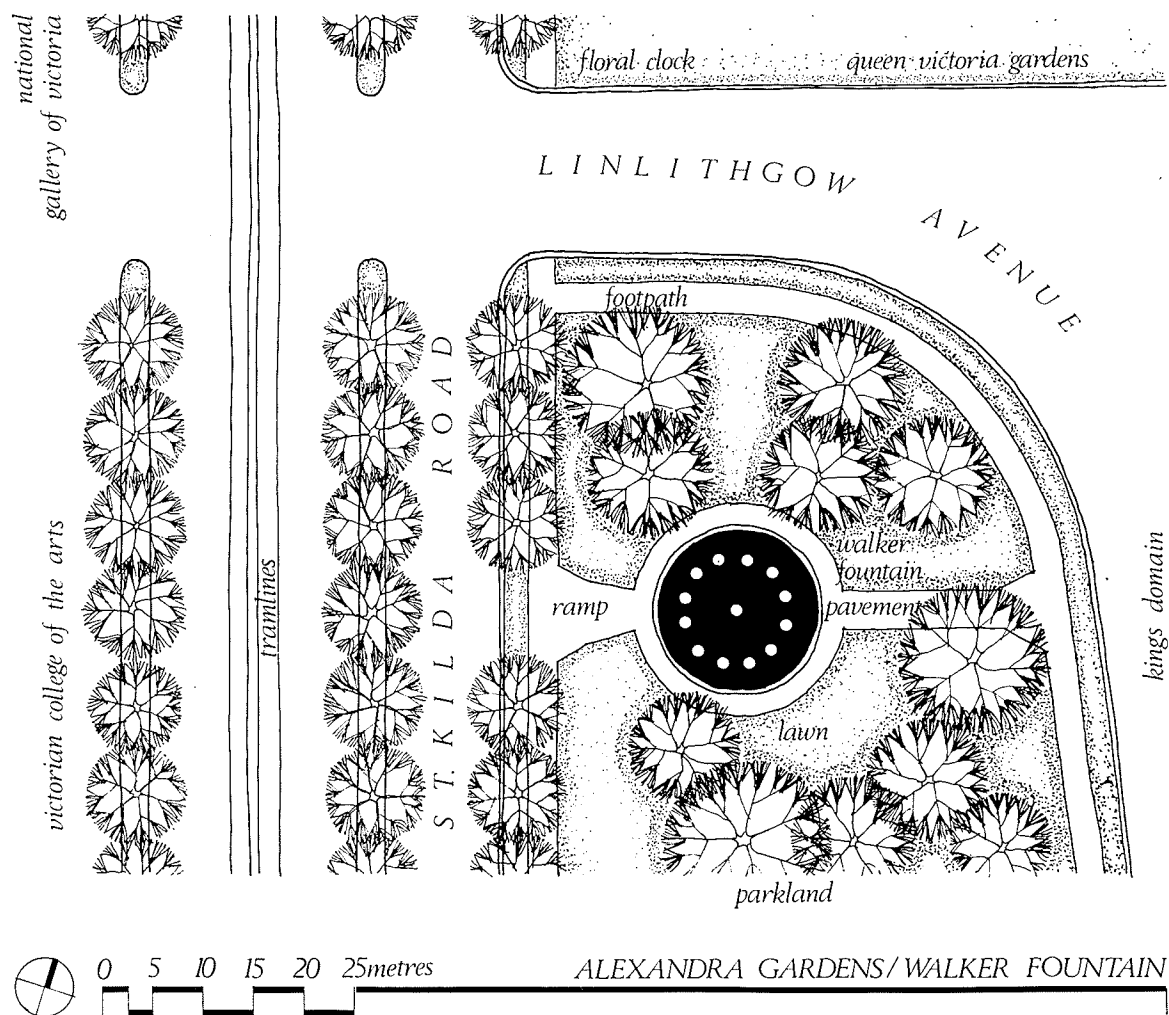 national
gallery of victoria
floral clock
queen victoria gardens
LINLITHGOW AVENUE
footpath
ST. KILDA ROAD
victorian college of the arts
tramlines
walker
fountain
ramp
pavement
kings domain
lawn
parkland
0 5 10 15 20 25metres
ALEXANDRA GARDENS/WALKER FOUNTAIN